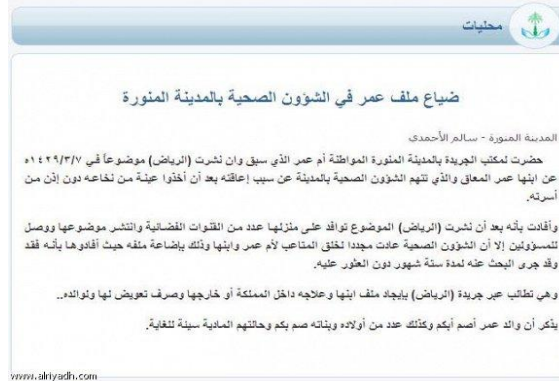 محليات
ضياع ملف عمر في الشؤون الصحية بالمدينة المنورة
المدينة المنورة - سالم الأحمدي
حضرت لمكتب الجريدة بالمدينة المنورة المواطنة أم عمر الذي سبق وان نشرت (الرياض) موضوعاً في ١٤٢٩/٣/٧ه
عن ابنها عمر المعاق والذي تتهم الشؤون الصحية بالمدينة عن سبب إعاقته بعد أن أخذوا عينة من نخاعه دون إذن من
أسرته.
وأفادت بأنه بعد أن نشرت (الرياض) الموضوع توافد على منزلها عدد من القنوات الفضائية وانتشر موضوعها ووصل
للمسؤولين إلا أن الشؤون الصحية عادت مجددا لخلق المتاعب لأم عمر وابنها وذلك بإضاعة ملفه حيث أفادوها بأنه فقد
وقد جرى البحث عنه لمدة ستة شهور دون العثور عليه.
وهي تطالب عبر جريدة (الرياض) بإيجاد ملف ابنها وعلاجه داخل المملكة أو خارجها وصرف تعويض لها ولوالده..
يذكر أن والد عمر أصم أبكم وكذلك عدد من أولاده وبناته صم بكم وحالتهم المادية سيئة للغاية.
www.alriyadh.com